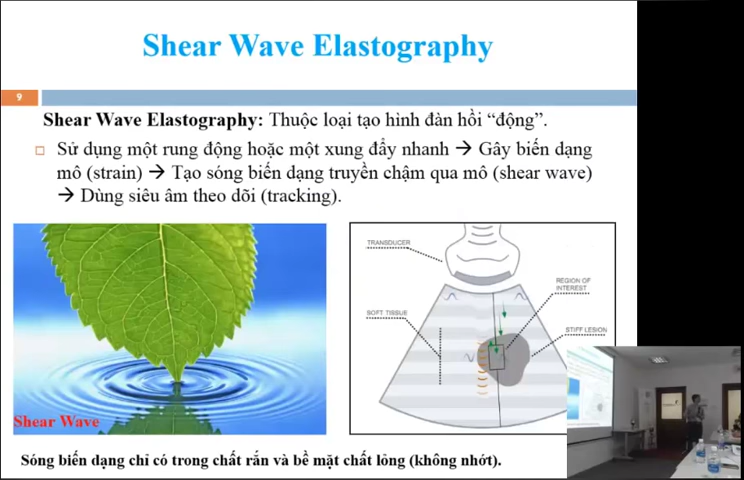 Shear Wave Elastography
9
Shear Wave Elastography: Thuộc loại tạo hình đàn hồi “động”.
Sử dụng một rung động hoặc một xung đẩy nhanh → Gây biến dạng
mô (strain) → Tạo sóng biến dạng truyền chậm qua mô (shear wave)
→ Dùng siêu âm theo dõi (tracking).
TRANSDUCER
REGION OF
INTEREST
SOFT TISSUE
STIFF LESION
Shear Wave
Sóng biến dạng chỉ có trong chất rắn và bề mặt chất lỏng (không nhớt).